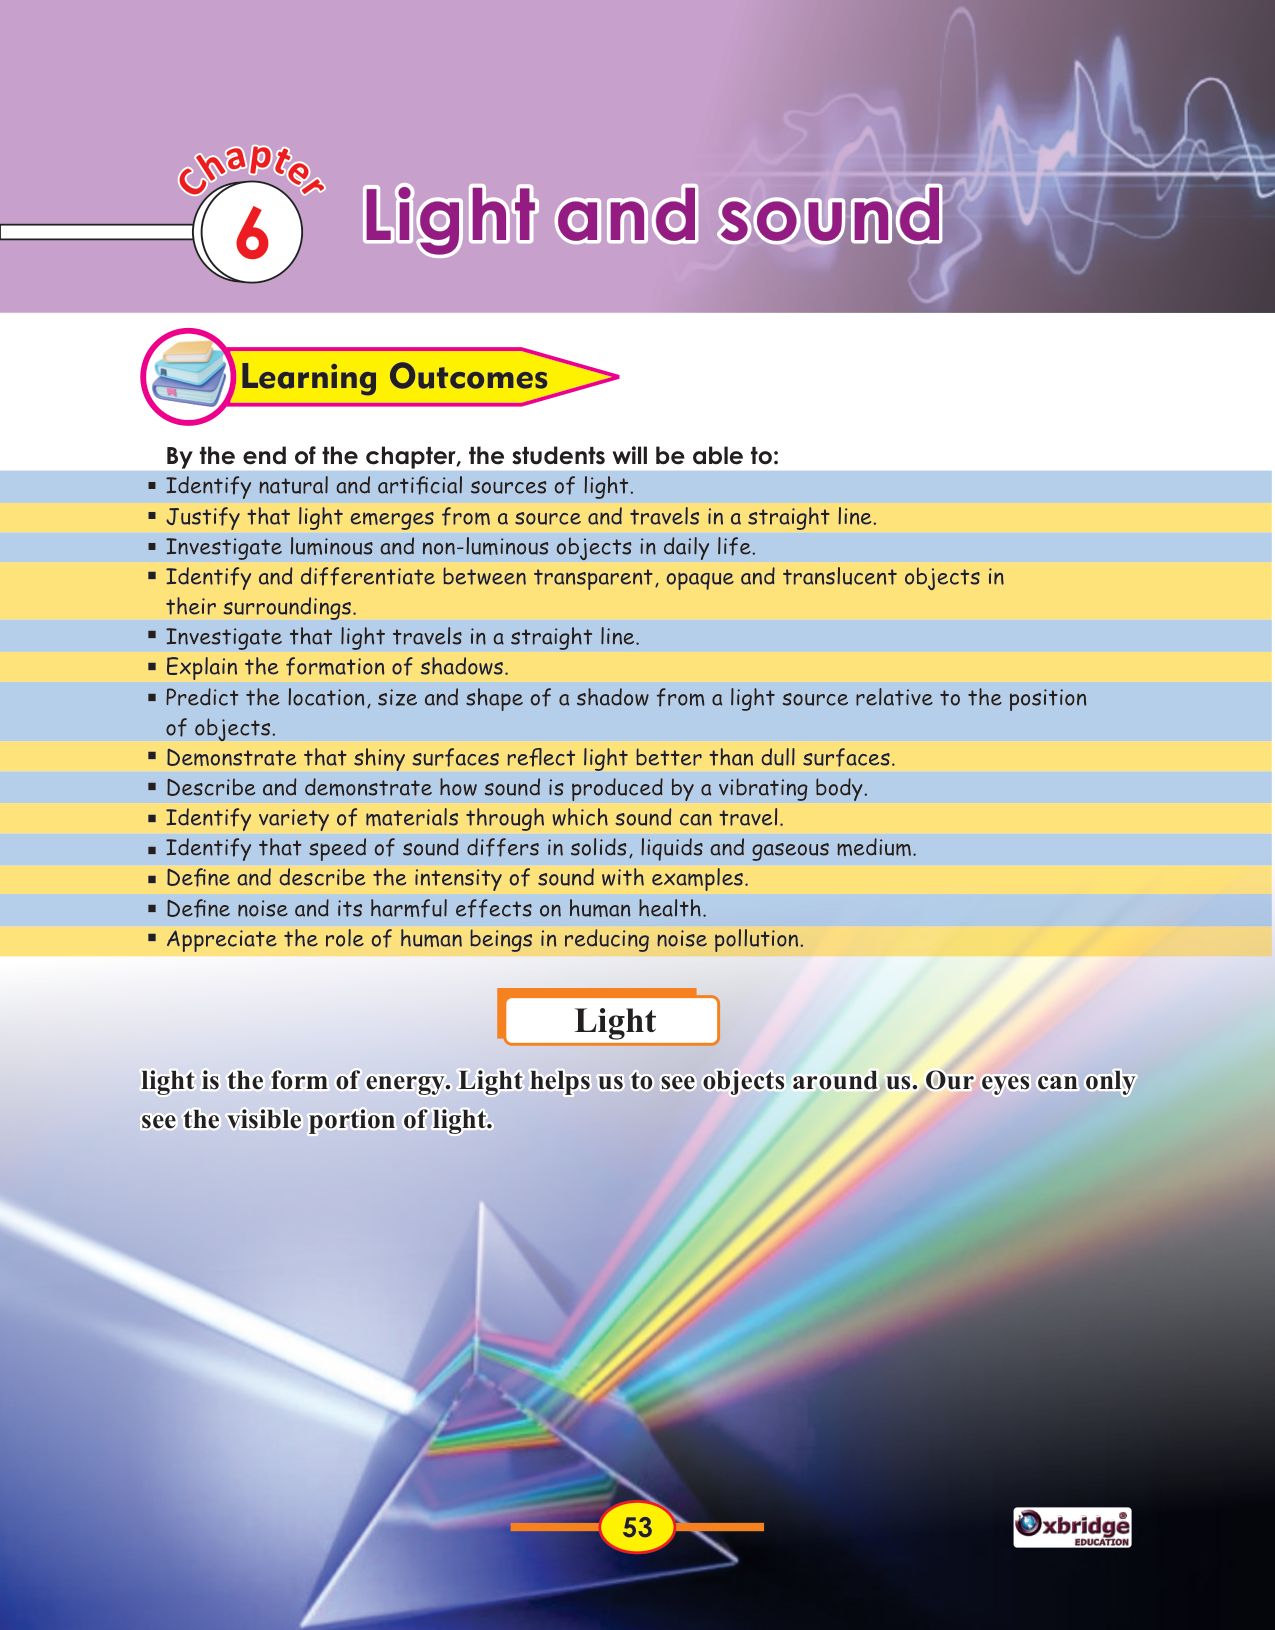 Chapter
6
Light and sound
Learning Outcomes
By the end of the chapter, the students will be able to:
▪ Identify natural and artificial sources of light.
▪ Justify that light emerges from a source and travels in a straight line.
▪ Investigate luminous and non-luminous objects in daily life.
▪ Identify and differentiate between transparent, opaque and translucent objects in
their surroundings.
▪ Investigate that light travels in a straight line.
▪ Explain the formation of shadows.
▪ Predict the location, size and shape of a shadow from a light source relative to the position
of objects.
▪ Demonstrate that shiny surfaces reflect light better than dull surfaces.
▪ Describe and demonstrate how sound is produced by a vibrating body.
▪ Identify variety of materials through which sound can travel.
▪ Identify that speed of sound differs in solids, liquids and gaseous medium.
▪ Define and describe the intensity of sound with examples.
▪ Define noise and its harmful effects on human health.
▪ Appreciate the role of human beings in reducing noise pollution.
Light
light is the form of energy. Light helps us to see objects around us. Our eyes can only
see the visible portion of light.
53
Oxbridge®
EDUCATION